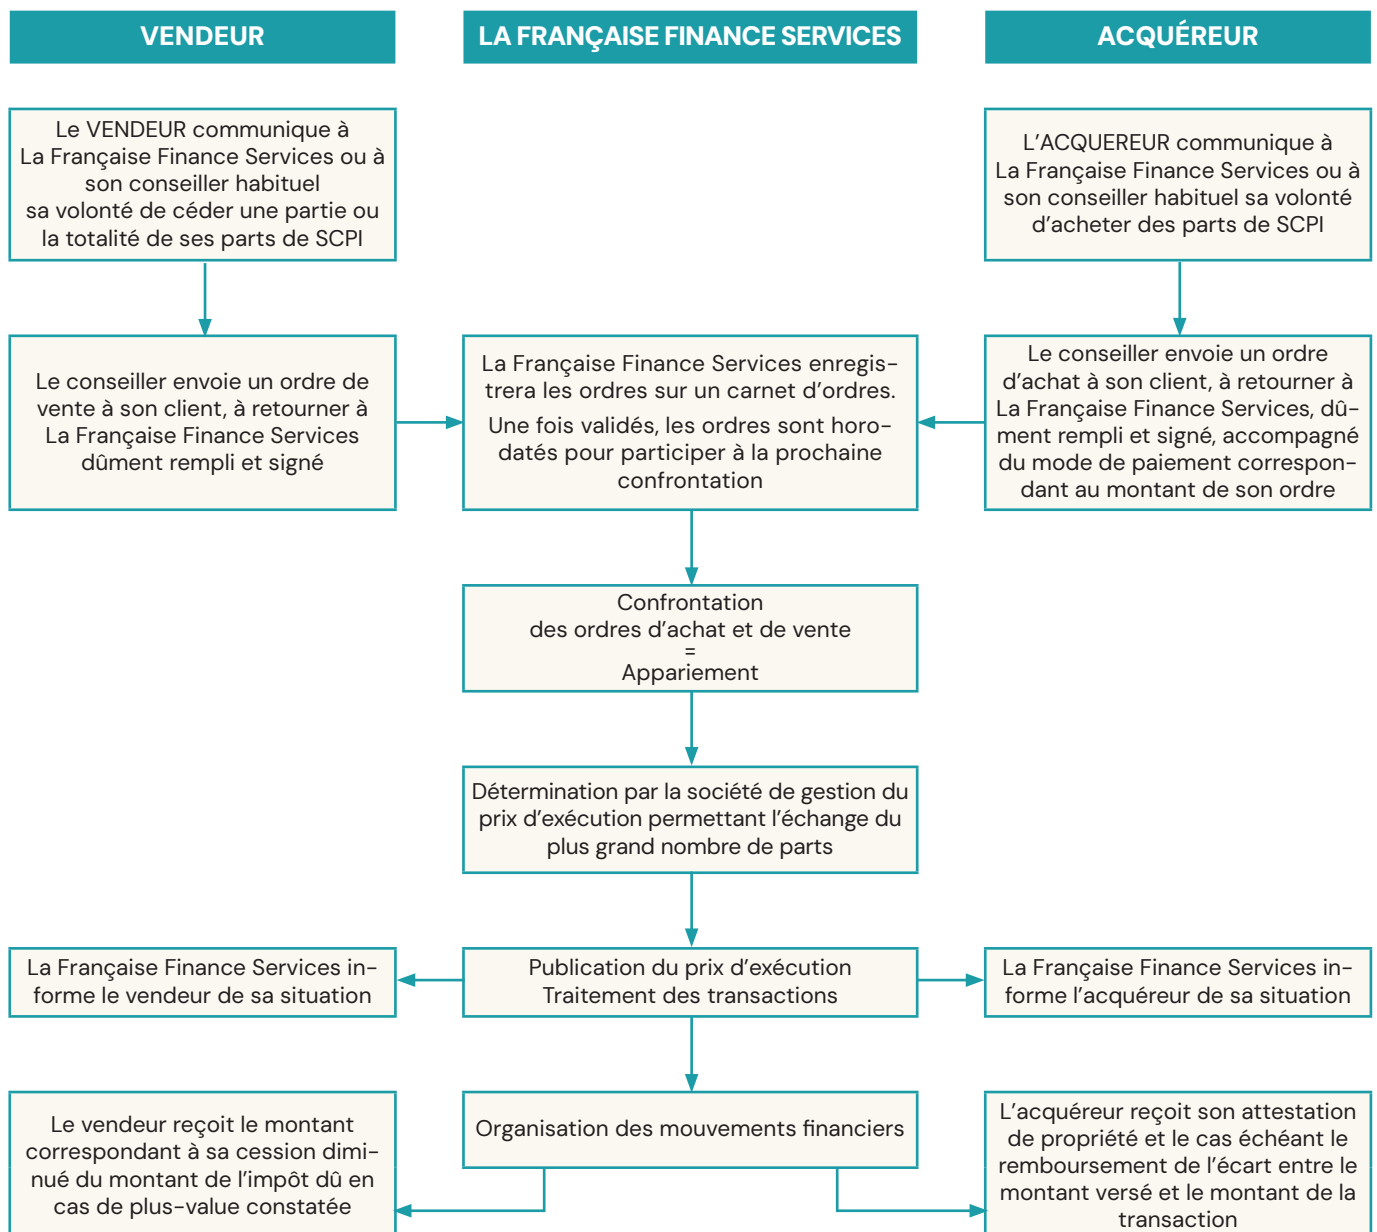 VENDEUR
LA FRANÇAISE FINANCE SERVICES
ACQUÉREUR
Le VENDEUR communique à
La Française Finance Services ou à
son conseiller habituel
sa volonté de céder une partie ou
la totalité de ses parts de SCPI
L’ACQUEREUR communique à
La Française Finance Services ou à
son conseiller habituel sa volonté
d’acheter des parts de SCPI
Le conseiller envoie un ordre de
vente à son client, à retourner à
La Française Finance Services
dûment rempli et signé
La Française Finance Services enregis-
trera les ordres sur un carnet d’ordres.
Une fois validés, les ordres sont horo-
datés pour participer à la prochaine
confrontation
Le conseiller envoie un ordre
d’achat à son client, à retourner à
La Française Finance Services, dû-
ment rempli et signé, accompagné
du mode de paiement correspon-
dant au montant de son ordre
Confrontation
des ordres d’achat et de vente
=
Appariement
Détermination par la société de gestion du
prix d’exécution permettant l’échange du
plus grand nombre de parts
La Française Finance Services in-
forme le vendeur de sa situation
Publication du prix d’exécution
Traitement des transactions
La Française Finance Services in-
forme l’acquéreur de sa situation
Le vendeur reçoit le montant
correspondant à sa cession dimi-
nué du montant de l’impôt dû en
cas de plus-value constatée
Organisation des mouvements financiers
L’acquéreur reçoit son attestation
de propriété et le cas échéant le
remboursement de l’écart entre le
montant versé et le montant de la
transaction